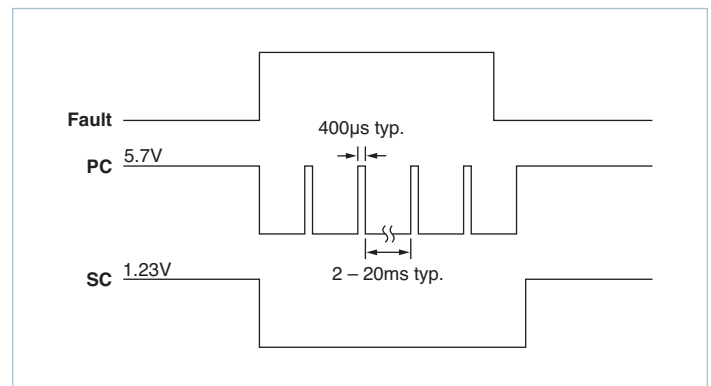 Fault
400µs typ.
PC 5.7V
2 – 20ms typ.
SC 1.23V